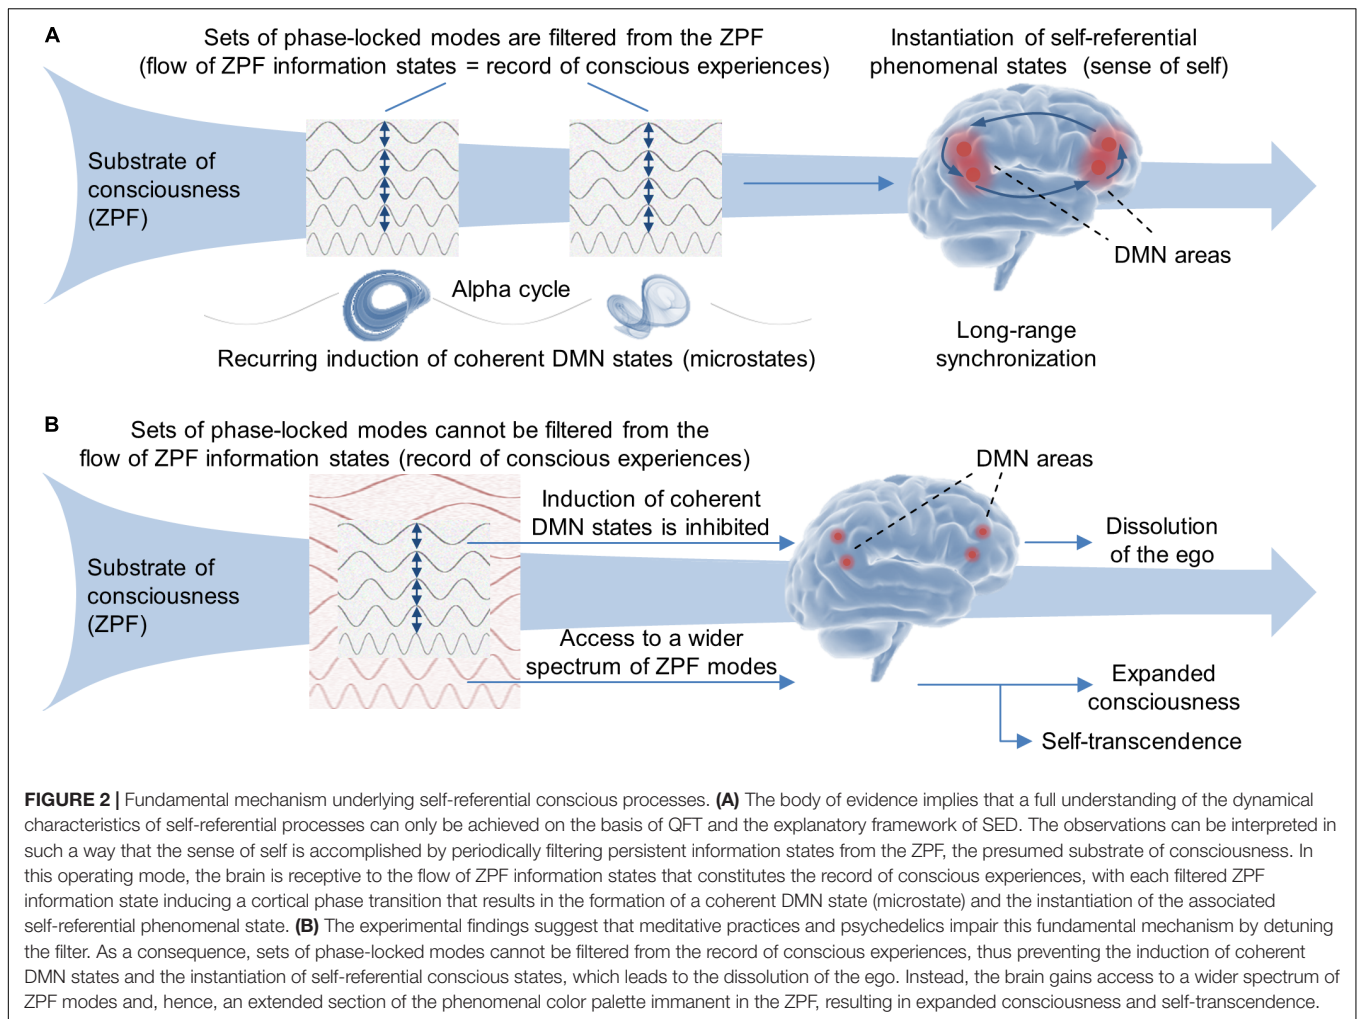 A
Sets of phase-locked modes are filtered from the ZPF
(flow of ZPF information states = record of conscious experiences)
Instantiation of self-referential
phenomenal states (sense of self)
Substrate of
consciousness
(ZPF)
DMN areas
Alpha cycle
Recurring induction of coherent DMN states (microstates)
Long-range
synchronization
B
Sets of phase-locked modes cannot be filtered from the
flow of ZPF information states (record of conscious experiences)
DMN areas
Induction of coherent
DMN states is inhibited
Dissolution
of the ego
Substrate of
consciousness
(ZPF)
Access to a wider
spectrum of ZPF modes
Expanded
consciousness
Self-transcendence
FIGURE 2 | Fundamental mechanism underlying self-referential conscious processes. (A) The body of evidence implies that a full understanding of the dynamical
characteristics of self-referential processes can only be achieved on the basis of QFT and the explanatory framework of SED. The observations can be interpreted in
such a way that the sense of self is accomplished by periodically filtering persistent information states from the ZPF, the presumed substrate of consciousness. In
this operating mode, the brain is receptive to the flow of ZPF information states that constitutes the record of conscious experiences, with each filtered ZPF
information state inducing a cortical phase transition that results in the formation of a coherent DMN state (microstate) and the instantiation of the associated
self-referential phenomenal state. (B) The experimental findings suggest that meditative practices and psychedelics impair this fundamental mechanism by detuning
the filter. As a consequence, sets of phase-locked modes cannot be filtered from the record of conscious experiences, thus preventing the induction of coherent
DMN states and the instantiation of self-referential conscious states, which leads to the dissolution of the ego. Instead, the brain gains access to a wider spectrum of
ZPF modes and, hence, an extended section of the phenomenal color palette immanent in the ZPF, resulting in expanded consciousness and self-transcendence.